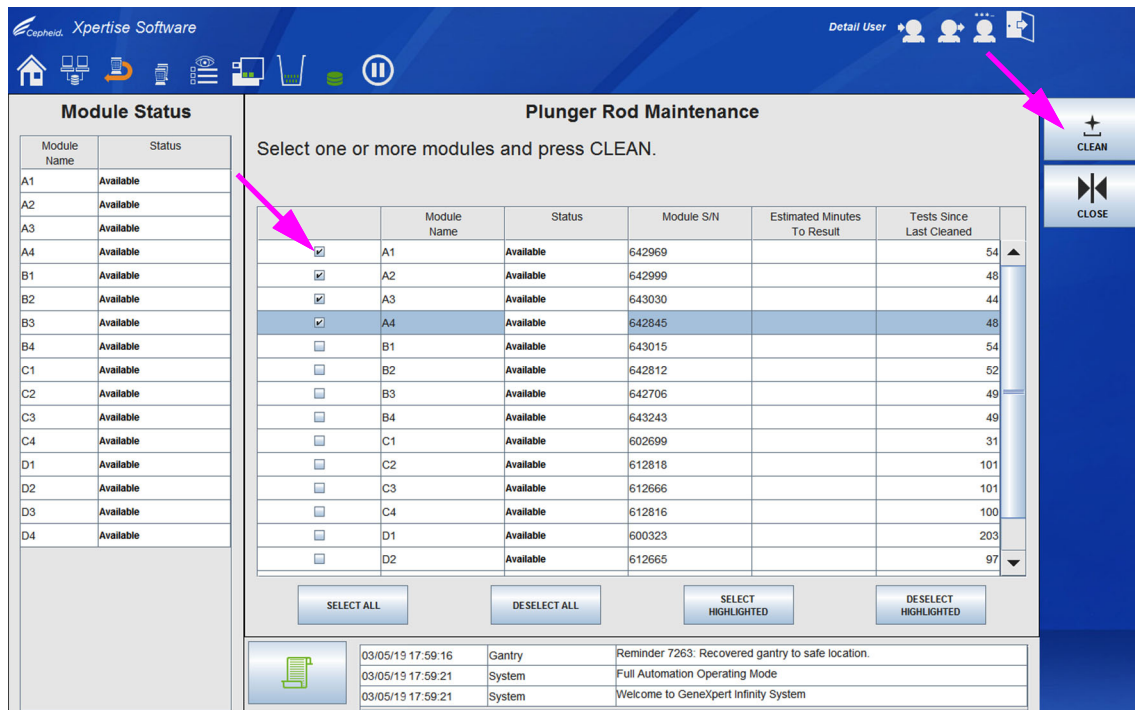 Cepheid. Xpertise Software
Detail User
Module Status
Module Name Status
A1 Available
A2 Available
A3 Available
A4 Available
B1 Available
B2 Available
B3 Available
B4 Available
C1 Available
C2 Available
C3 Available
C4 Available
D1 Available
D2 Available
D3 Available
D4 Available
Plunger Rod Maintenance
Select one or more modules and press CLEAN.
Module Name Status Module S/N Estimated Minutes To Result Tests Since Last Cleaned
A1 Available 642969 54
A2 Available 642999 48
A3 Available 643030 44
A4 Available 642845 48
B1 Available 643015 54
B2 Available 642812 52
B3 Available 642706 49
B4 Available 643243 49
C1 Available 602699 31
C2 Available 612818 101
C3 Available 612666 101
C4 Available 612816 100
D1 Available 600323 203
D2 Available 612665 97
SELECT ALL
DESELECT ALL
SELECT HIGHLIGHTED
DESELECT HIGHLIGHTED
03/05/19 17:59:16 Gantry Reminder 7263: Recovered gantry to safe location.
03/05/19 17:59:21 System Full Automation Operating Mode
03/05/19 17:59:21 System Welcome to GeneXpert Infinity System
CLEAN
CLOSE